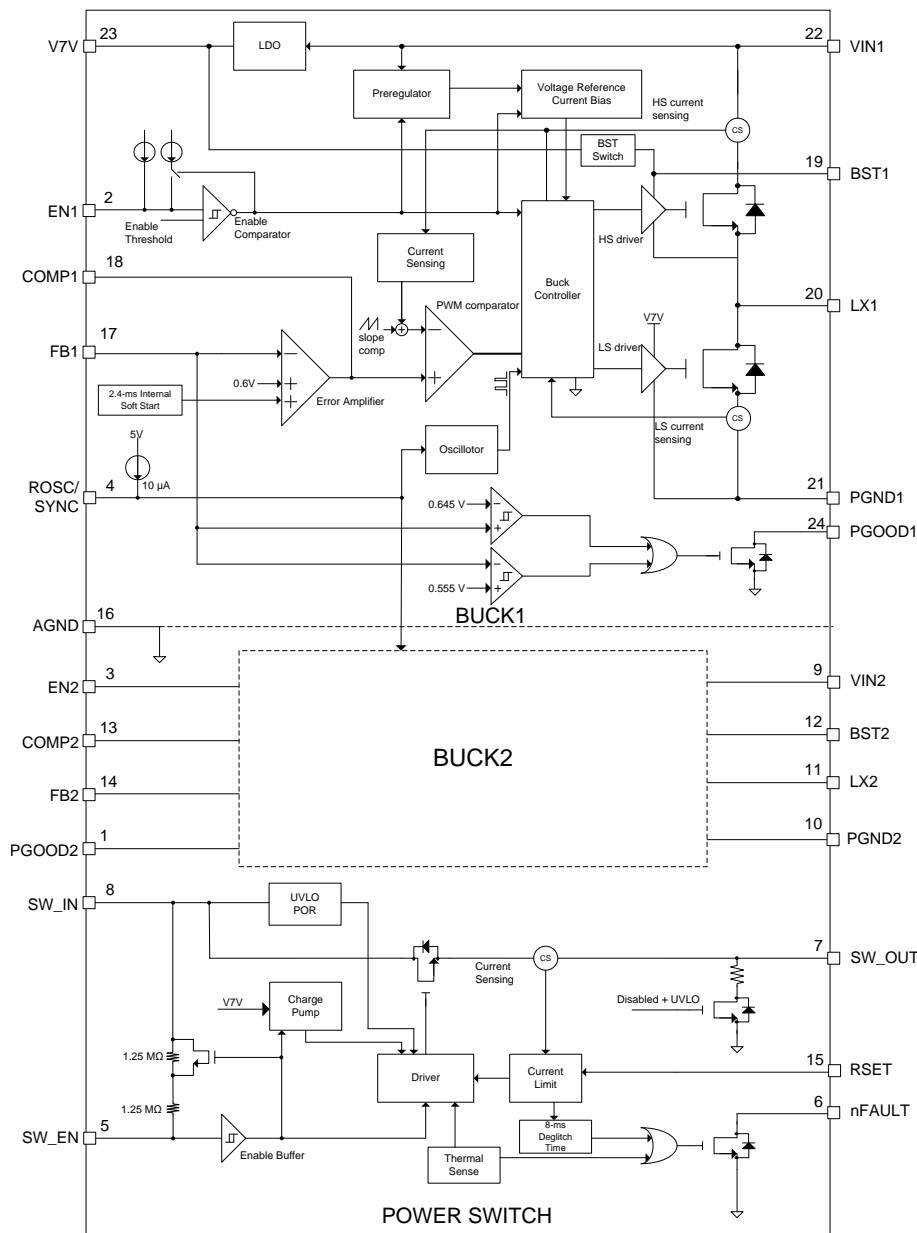 23
V7V
LDO
22
VIN1
Preregulator
Voltage Reference
Current Bias
HS current
sensing
CS
BST
Switch
19
BST1
2
EN1
Enable
Threshold
Enable
Comparator
HS driver
18
COMP1
Current
Sensing
Buck
Controller
20
LX1
PWM comparator
slope
comp
V7V
17
FB1
LS driver
0.6V
2.4-ms Internal
Soft Start
Error Amplifier
CS
LS current
sensing
5V
10 µA
Oscillotor
ROSC/
SYNC
4
21
PGND1
0.645 V
24
PGOOD1
0.555 V
BUCK1
16
AGND
3
EN2
9
VIN2
13
COMP2
12
BST2
BUCK2
14
FB2
11
LX2
1
PGOOD2
10
PGND2
8
SW_IN
UVLO
POR
7
SW_OUT
Current
Sensing
CS
Disabled + UVLO
V7V
Charge
Pump
1.25 MΩ
Driver
Current
Limit
15
RSET
1.25 MΩ
6
nFAULT
5
SW_EN
Enable Buffer
8-ms
Deglitch
Time
Thermal
Sense
POWER SWITCH